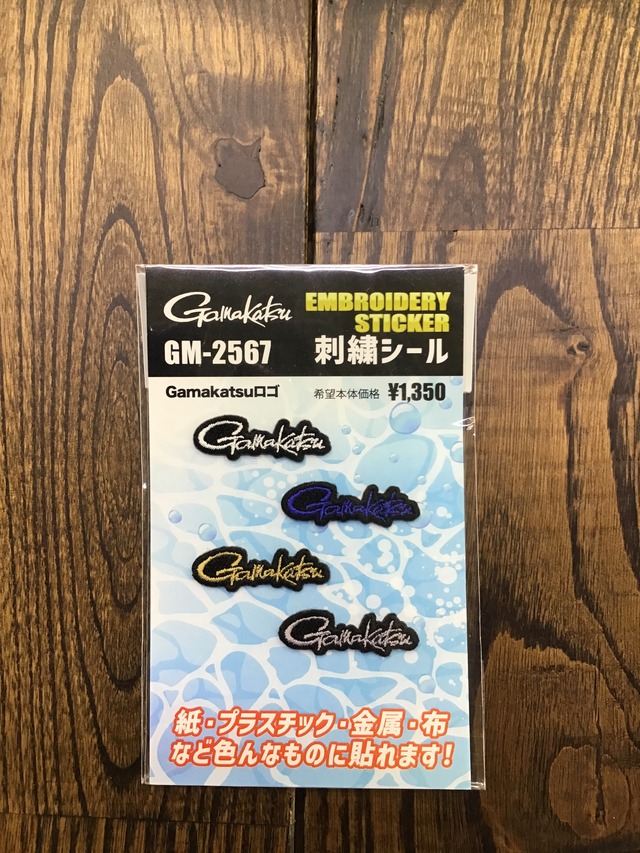 Gamakatsu
EMBROIDERY
STICKER
GM-2567
刺繍シール
Gamakatsuロゴ 希望本体価格 ¥1,350
Gamakatsu
Gamakatsu
Gamakatsu
Gamakatsu
紙・プラスチック・金属・布
など色んなものに貼れます!